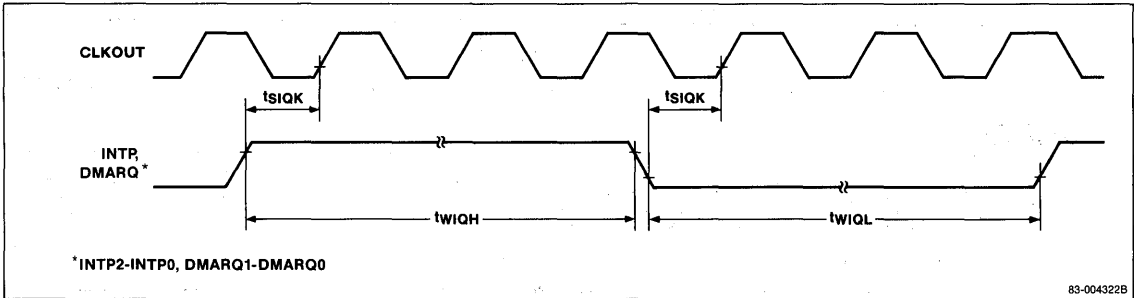 CLKOUT
tSIQK
tSIQK
INTP,
DMARQ*
tWIQH
tWIQL
*INTP2-INTP0, DMARQ1-DMARQ0
83-004322B